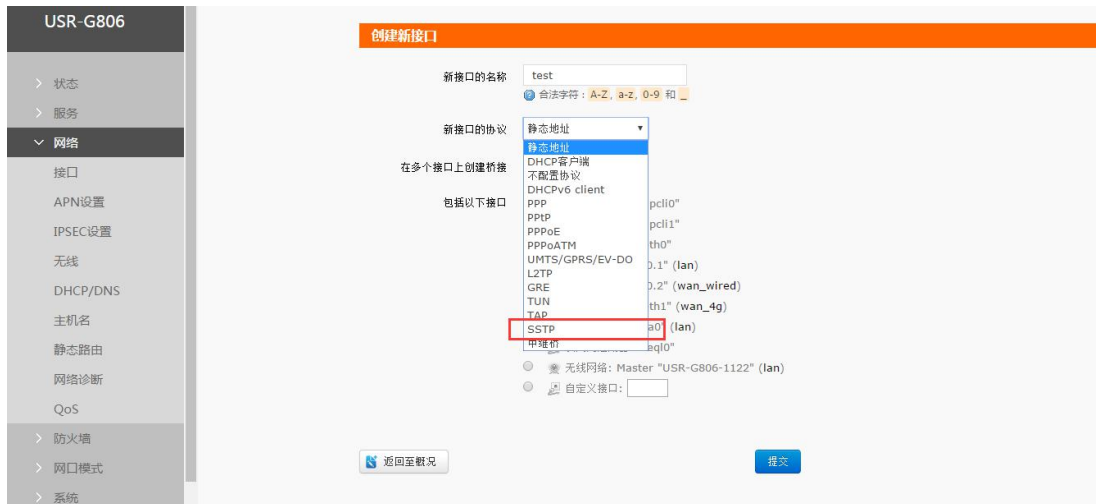 USR-G806
状态
服务
网络
接口
APN设置
IPSEC设置
无线
DHCP/DNS
主机名
静态路由
网络诊断
QoS
防火墙
网口模式
系统
创建新接口
新接口的名称 test
合法字符：A-Z, a-z, 0-9 和 _
新接口的协议 静态地址
静态地址
DHCP客户端
不配置协议
DHCPv6 client
PPP
PPtP
PPPoE
PPPoATM
UMTS/GPRS/EV-DO
L2TP
GRE
TUN
TAP
SSTP
中继桥
在多个接口上创建桥接
包括以下接口
pcli0"
pcli1"
th0"
0.1" (lan)
0.2" (wan_wired)
th1" (wan_4g)
a0" (lan)
eql0"
无线网络: Master "USR-G806-1122" (lan)
自定义接口:
返回至概况
提交